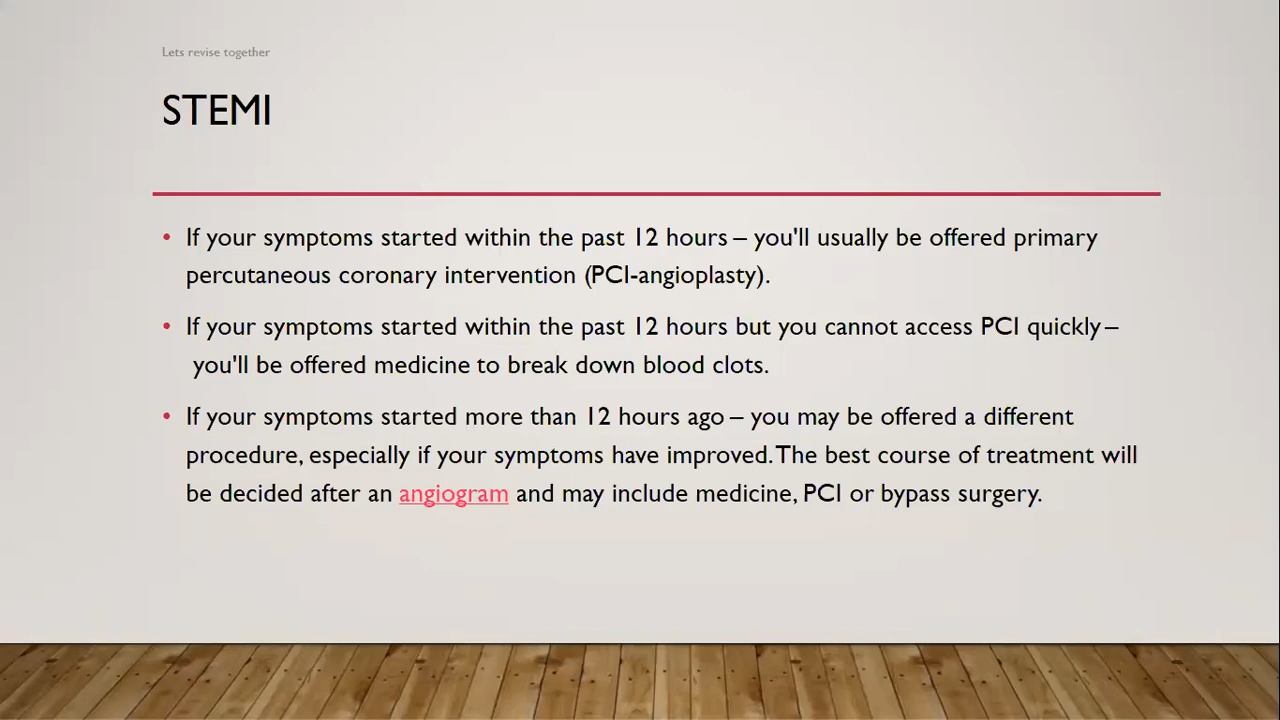 Lets revise together
STEMI
• If your symptoms started within the past 12 hours – you'll usually be offered primary
percutaneous coronary intervention (PCI-angioplasty).
• If your symptoms started within the past 12 hours but you cannot access PCI quickly –
you'll be offered medicine to break down blood clots.
• If your symptoms started more than 12 hours ago – you may be offered a different
procedure, especially if your symptoms have improved. The best course of treatment will
be decided after an angiogram and may include medicine, PCI or bypass surgery.